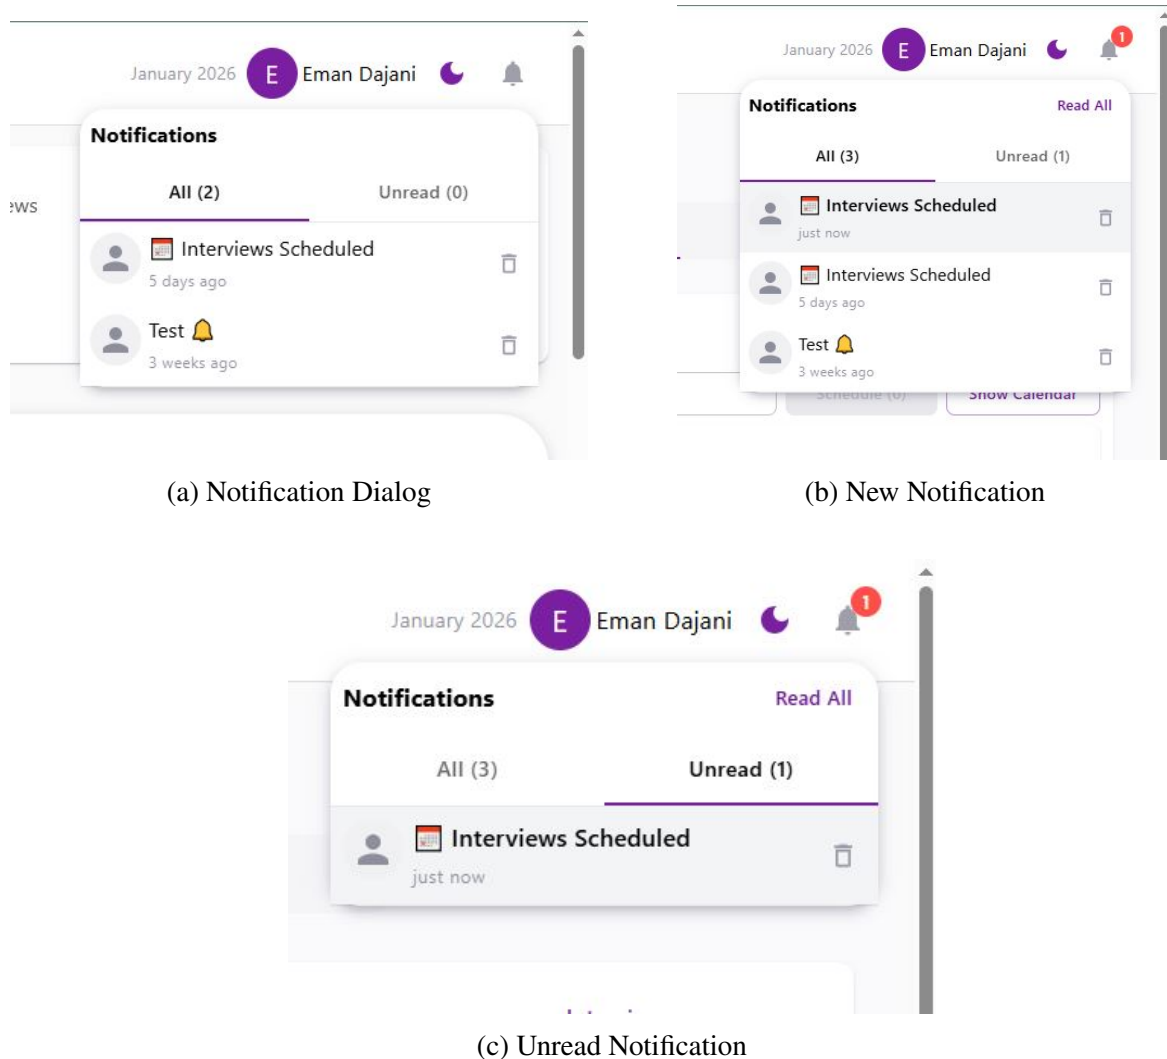 January 2026 E Eman Dajani
Notifications
All (2) Unread (0)
ews
Interviews Scheduled
5 days ago
Test
3 weeks ago
(a) Notification Dialog
January 2026 E Eman Dajani 1
Notifications Read All
All (3) Unread (1)
Interviews Scheduled
just now
Interviews Scheduled
5 days ago
Test
3 weeks ago
Schedule (0) Show Calendar
(b) New Notification
January 2026 E Eman Dajani 1
Notifications Read All
All (3) Unread (1)
Interviews Scheduled
just now
(c) Unread Notification